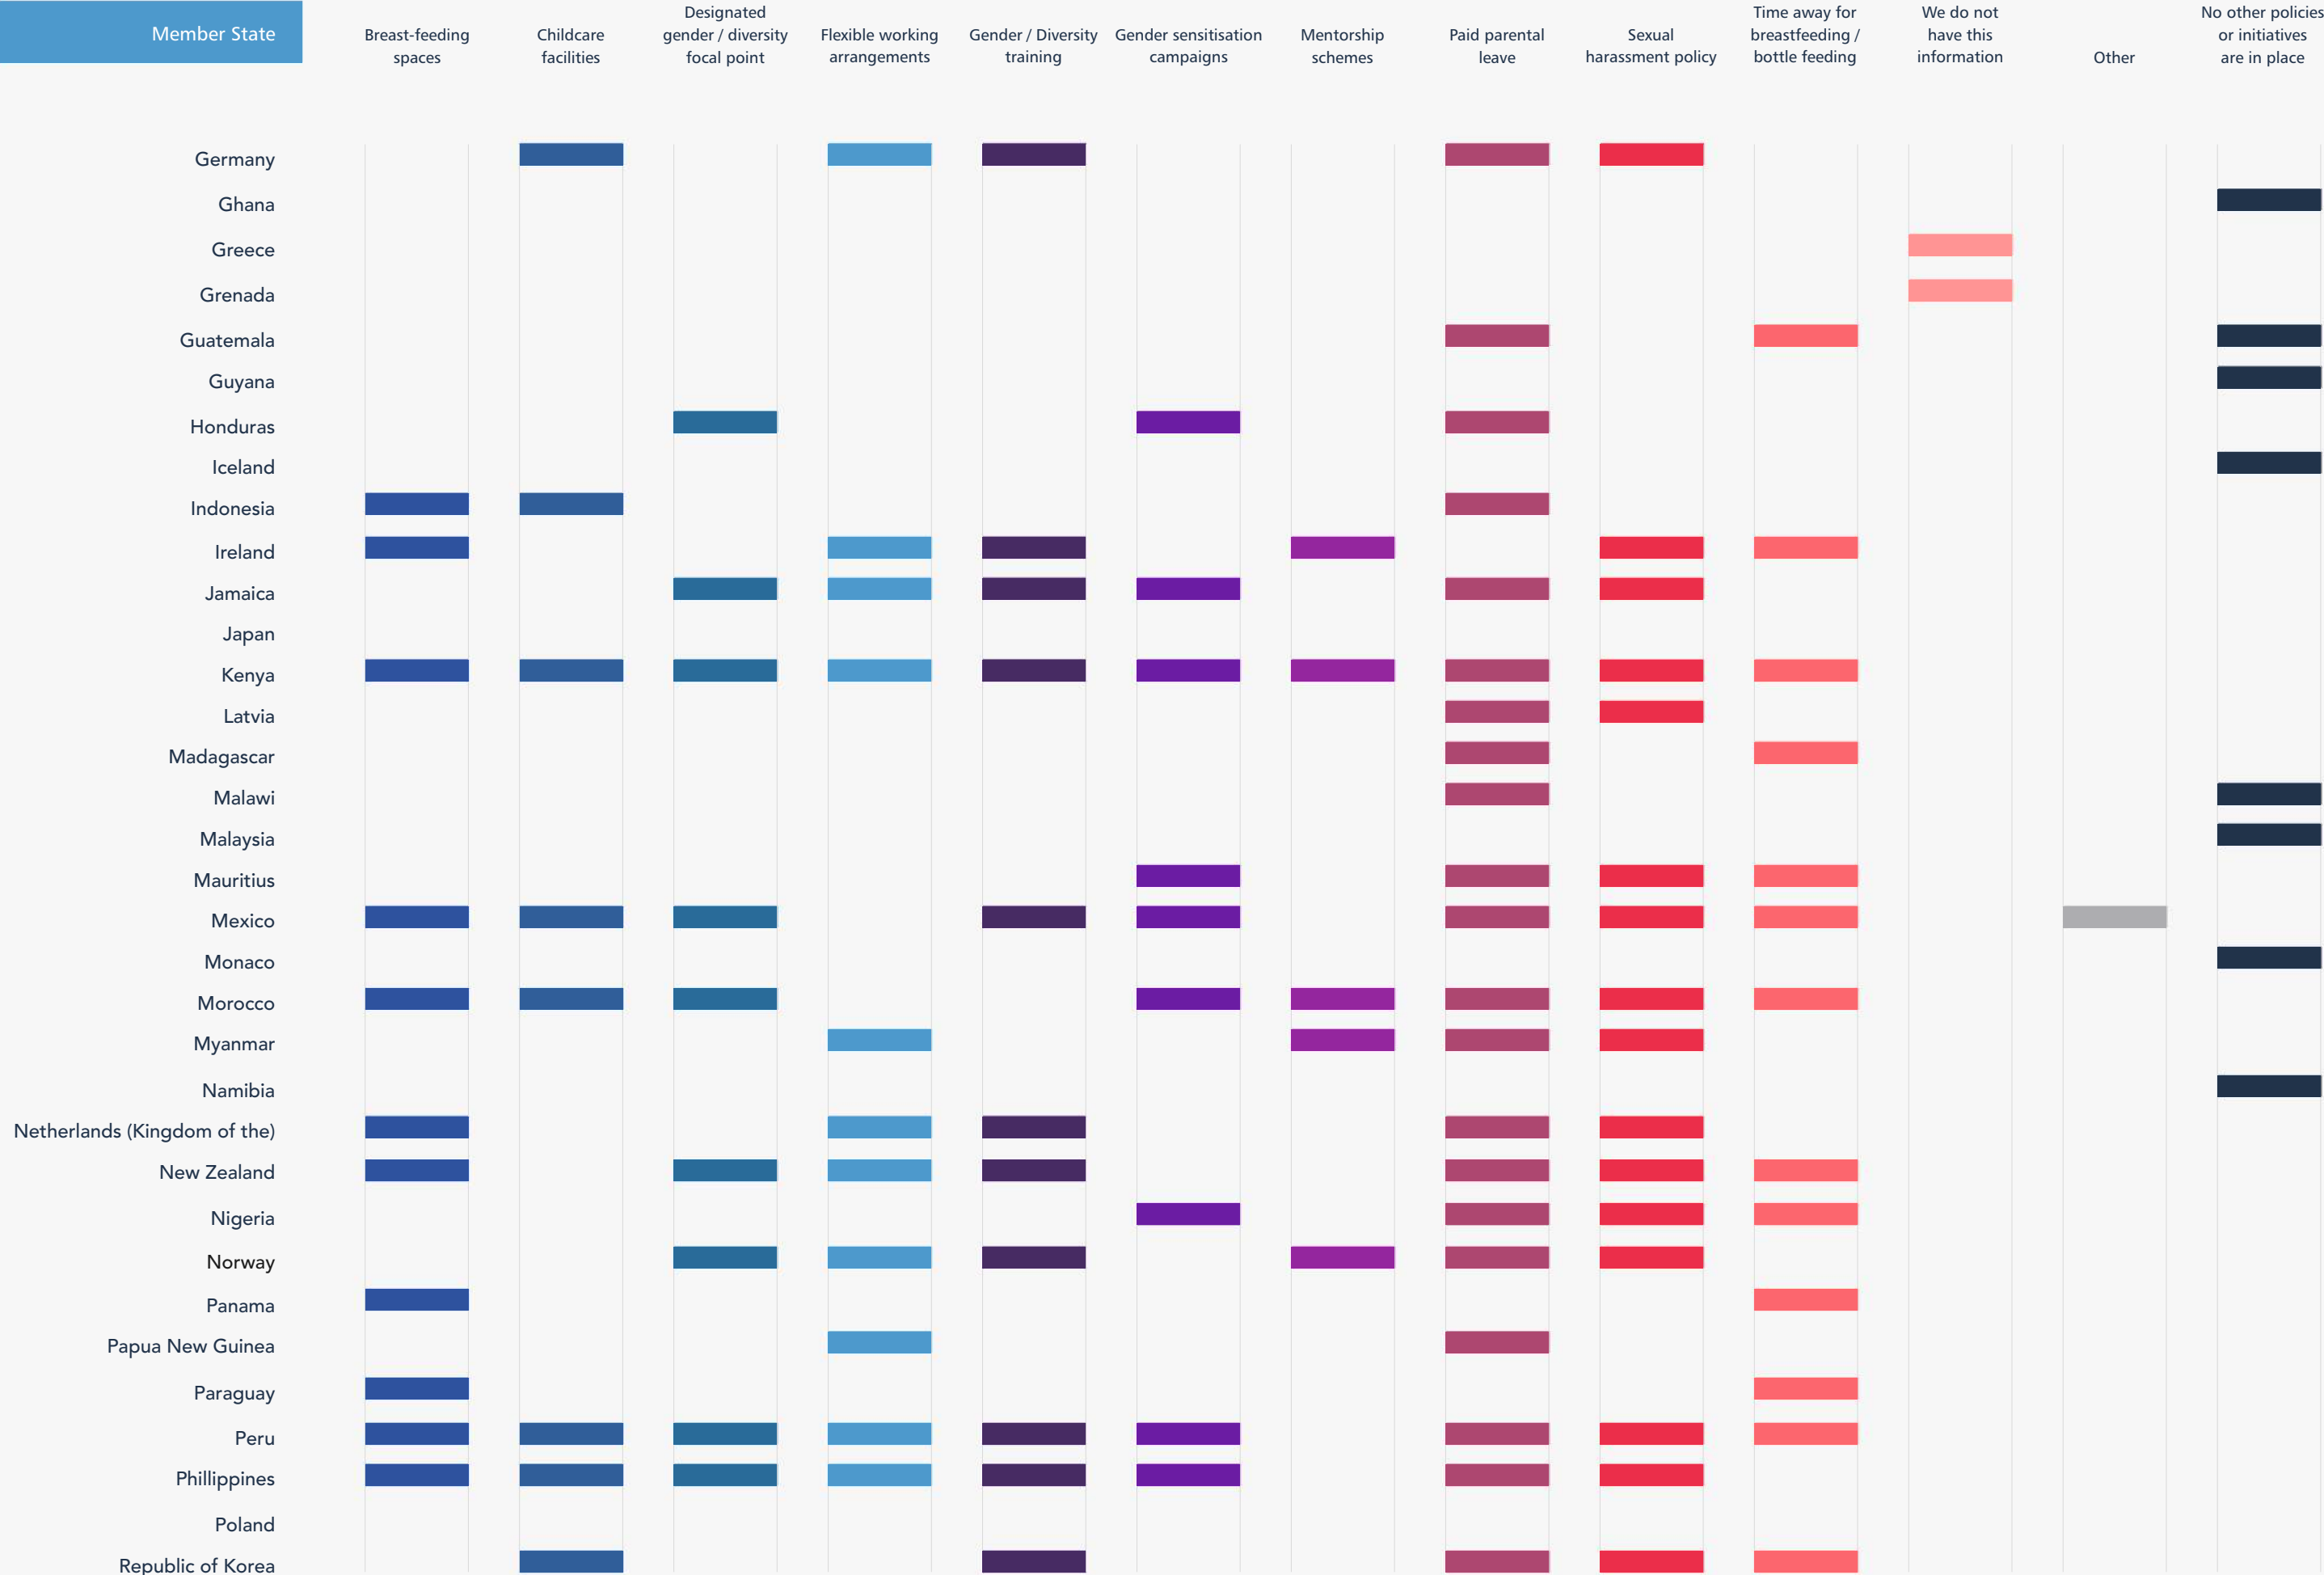 Member State
Breast-feeding
spaces
Childcare
facilities
Designated
gender / diversity
focal point
Flexible working
arrangements
Gender / Diversity
training
Gender sensitisation
campaigns
Mentorship
schemes
Paid parental
leave
Sexual
harassment policy
Time away for
breastfeeding /
bottle feeding
We do not
have this
information
Other
No other policies
or initiatives
are in place
Germany
Ghana
Greece
Grenada
Guatemala
Guyana
Honduras
Iceland
Indonesia
Ireland
Jamaica
Japan
Kenya
Latvia
Madagascar
Malawi
Malaysia
Mauritius
Mexico
Monaco
Morocco
Myanmar
Namibia
Netherlands (Kingdom of the)
New Zealand
Nigeria
Norway
Panama
Papua New Guinea
Paraguay
Peru
Phillippines
Poland
Republic of Korea